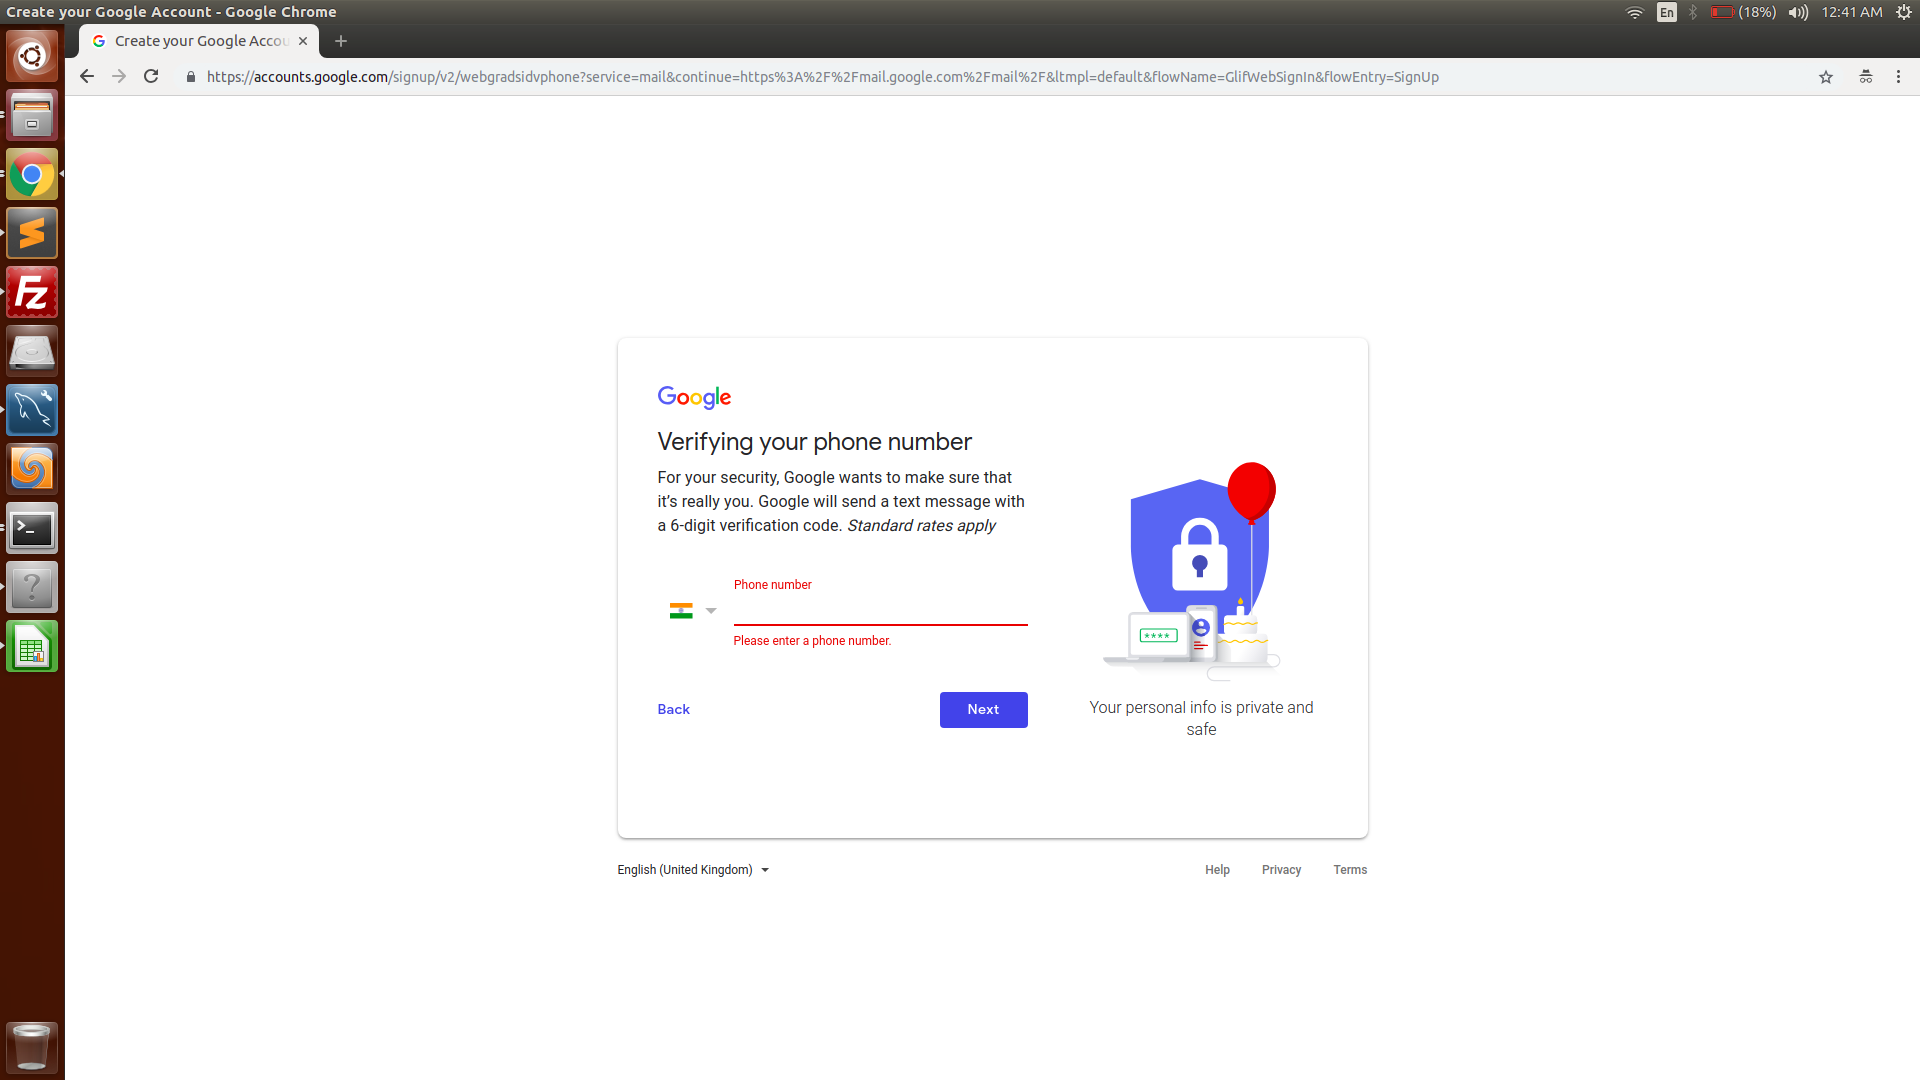 Create your Google Account - Google Chrome
En
(18%)
12:41 AM
Create your Google Accou
https://accounts.google.com/signup/v2/webgradsidvphone?service=mail&continue=https%3A%2F%2Fmail.google.com%2Fmail%2F&ltmpl=default&flowName=GlifWebSignIn&flowEntry=SignUp
Google
Verifying your phone number
For your security, Google wants to make sure that
it's really you. Google will send a text message with
a 6-digit verification code. Standard rates apply
Phone number
Please enter a phone number.
Back
Next
****
Your personal info is private and
safe
English (United Kingdom)
Help
Privacy
Terms